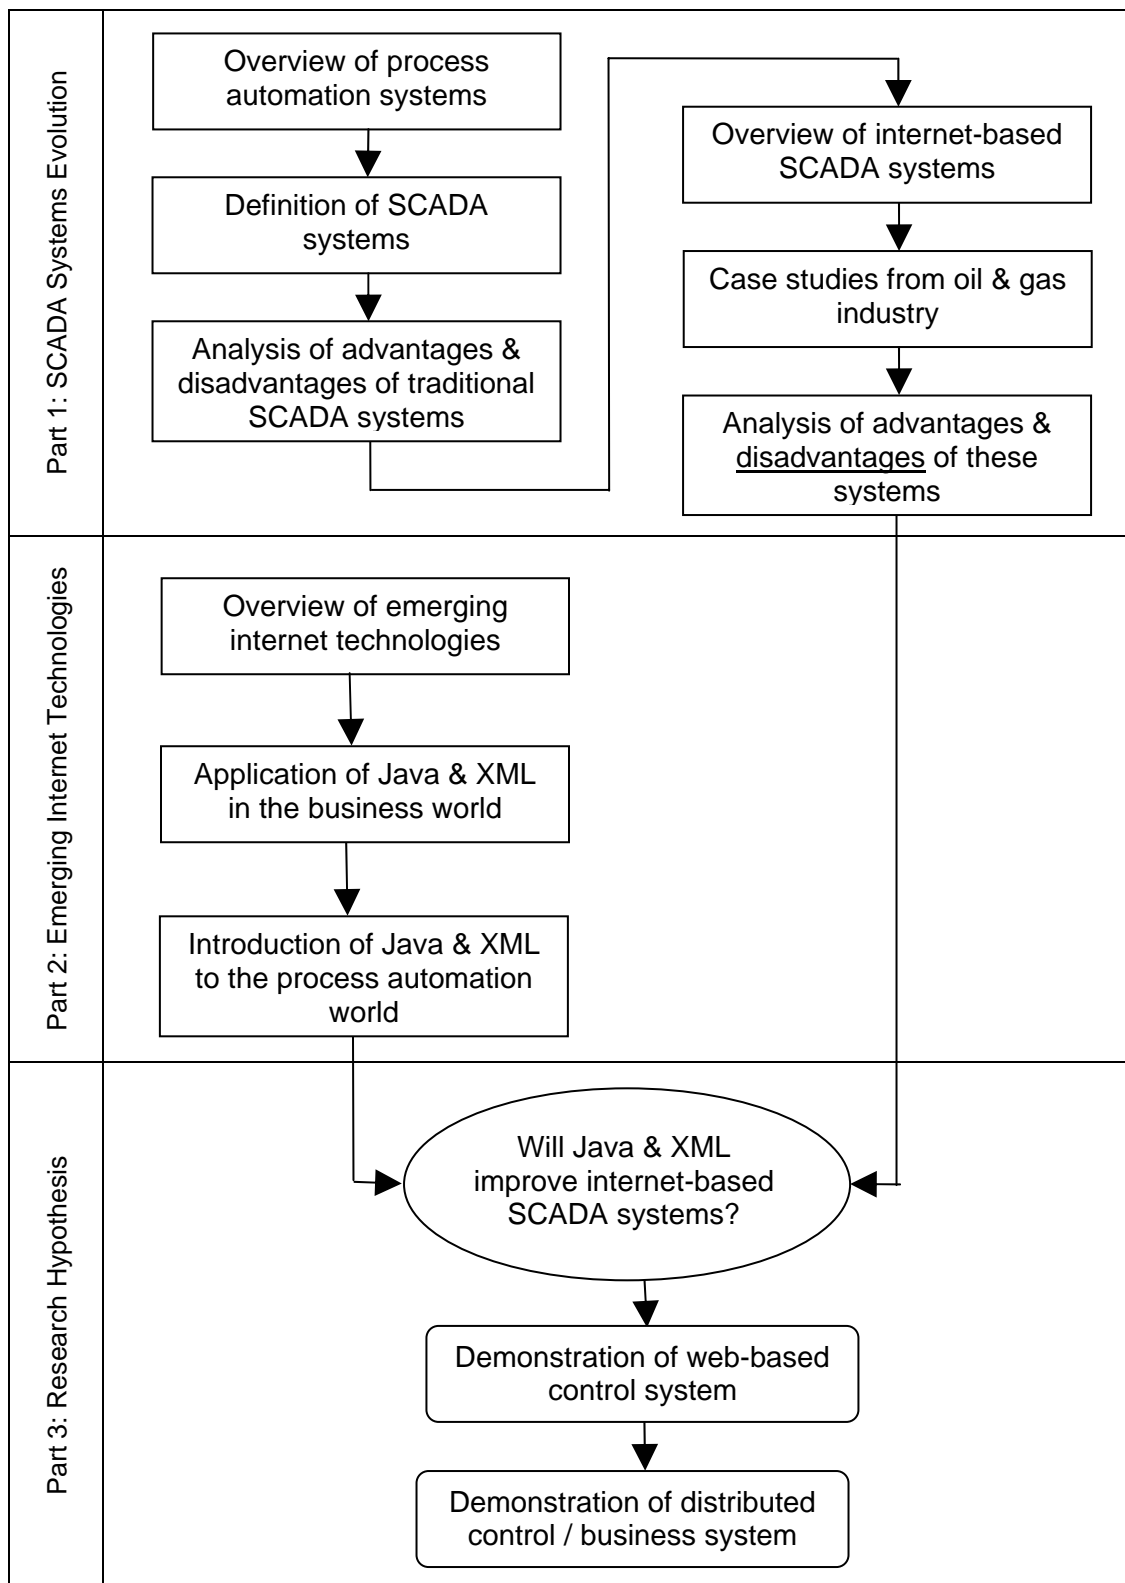 Part 1: SCADA Systems Evolution
Overview of process
automation systems
Definition of SCADA
systems
Analysis of advantages &
disadvantages of traditional
SCADA systems
Overview of internet-based
SCADA systems
Case studies from oil & gas
industry
Analysis of advantages &
disadvantages of these
systems
Part 2: Emerging Internet Technologies
Overview of emerging
internet technologies
Application of Java & XML
in the business world
Introduction of Java & XML
to the process automation
world
Part 3: Research Hypothesis
Will Java & XML
improve internet-based
SCADA systems?
Demonstration of web-based
control system
Demonstration of distributed
control / business system